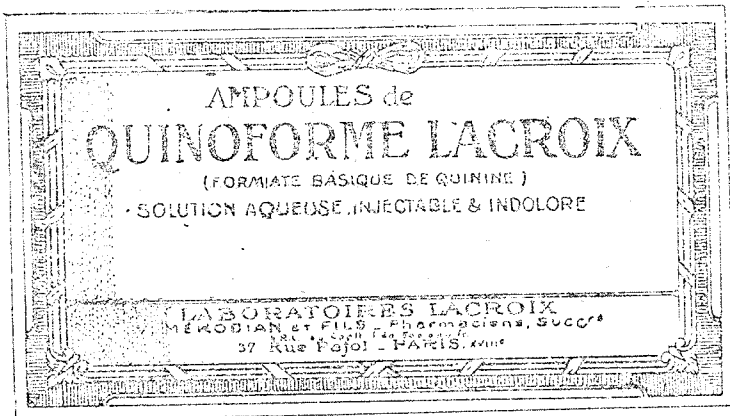 AMPOULES de
QUINOFORME LACROIX
(FORMIATE BASIQUE DE QUININE)
SOLUTION AQUEUSE, INJECTABLE & INDOLORE
LABORATOIRES LACROIX
MÉRODIAN ET FILS - Pharmaciens, Succrs
37 Rue Pajol - PARIS, XVIIIe